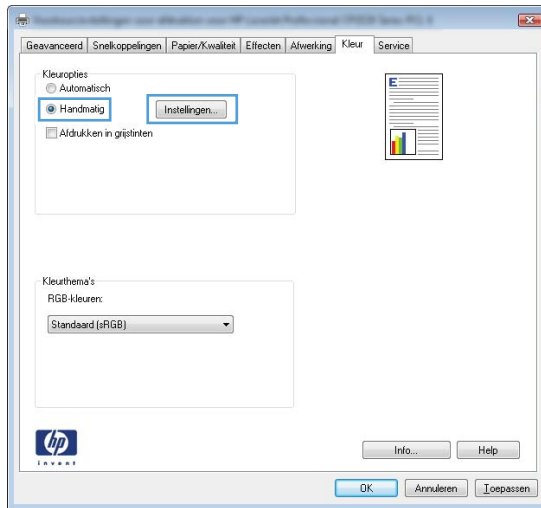 Geavanceerd Snelkoppelingen Papier/Kwaliteit Effecten Afwerking Kleur Service
Kleuropties
Automatisch
Handmatig Instellingen...
Afdrukken in grijstinten
E
Kleurthema's
RGB-kleuren:
Standaard (sRGB)
hp
invent
Info... Help
OK Annuleren Toepassen